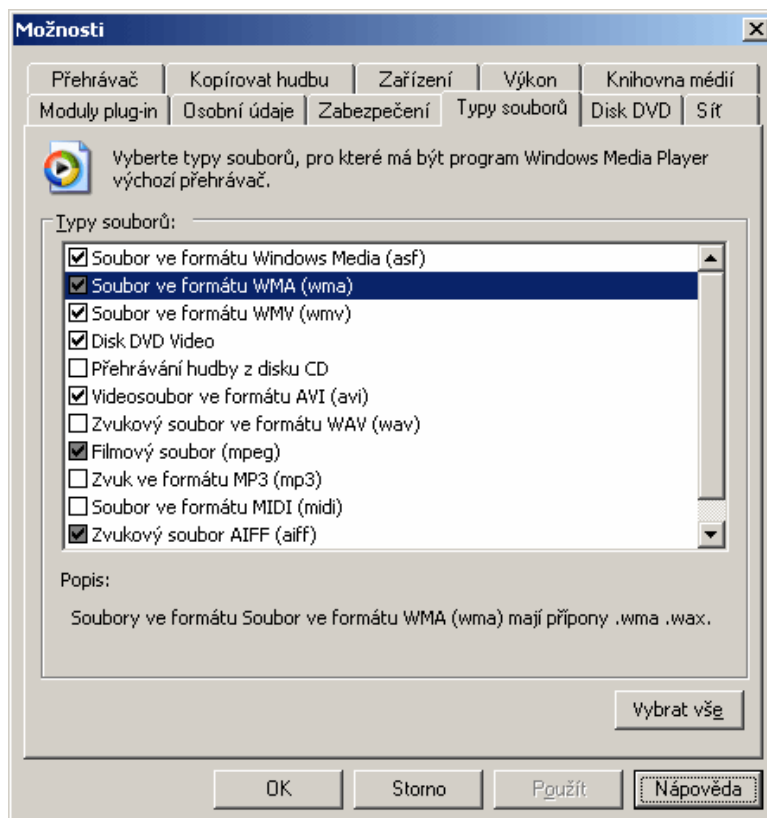 Možnosti
Přehrávač Kopírovat hudbu Zařízení Výkon Knihovna médií
Moduly plug-in Osobní údaje Zabezpečení Typy souborů Disk DVD Síť
Vyberte typy souborů, pro které má být program Windows Media Player
výchozí přehrávač.
Typy souborů:
Soubor ve formátu Windows Media (asf)
Soubor ve formátu WMA (wma)
Soubor ve formátu WMV (wmv)
Disk DVD Video
Přehrávání hudby z disku CD
Videosoubor ve formátu AVI (avi)
Zvukový soubor ve formátu WAV (wav)
Filmový soubor (mpeg)
Zvuk ve formátu MP3 (mp3)
Soubor ve formátu MIDI (midi)
Zvukový soubor AIFF (aiff)
Popis:
Soubory ve formátu Soubor ve formátu WMA (wma) mají přípony .wma .wax.
Vybrat vše
OK Storno Použít Nápověda